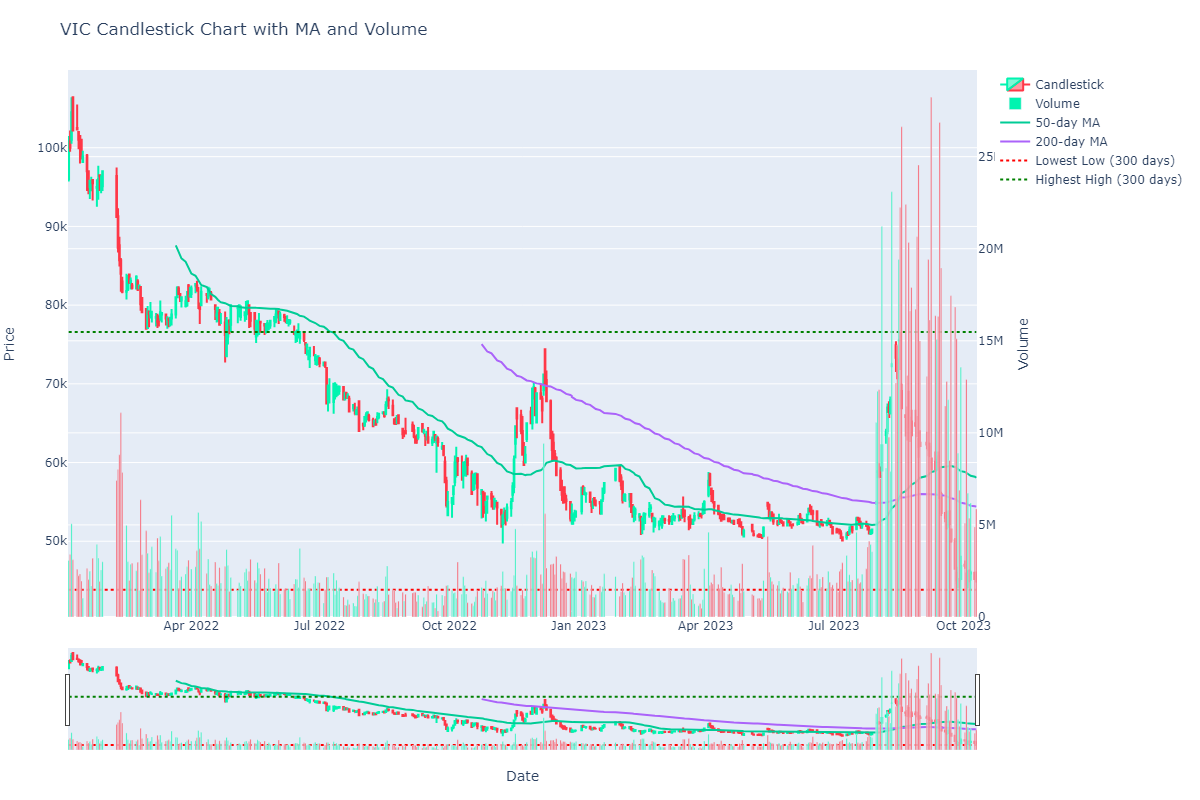 VIC Candlestick Chart with MA and Volume
Candlestick
Volume
50-day MA
200-day MA
Lowest Low (300 days)
Highest High (300 days)
100k
90k
80k
70k
60k
50k
Price
25
20M
15M
10M
5M
0
Volume
Apr 2022
Jul 2022
Oct 2022
Jan 2023
Apr 2023
Jul 2023
Oct 2023
Date